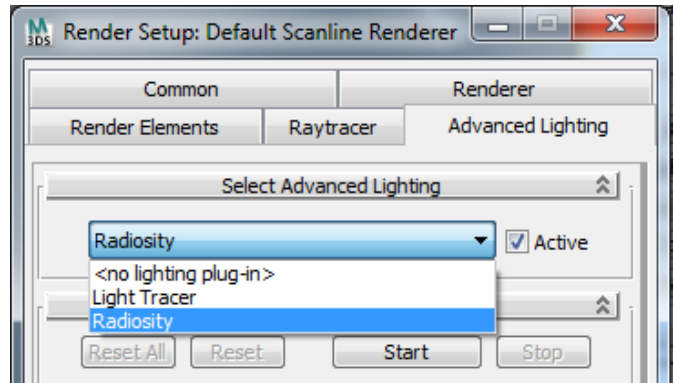 M
3DS
Render Setup: Default Scanline Renderer
X
Common
Renderer
Render Elements
Raytracer
Advanced Lighting
Select Advanced Lighting
Radiosity
Active
<no lighting plug-in>
Light Tracer
Radiosity
Reset All
Reset
Start
Stop